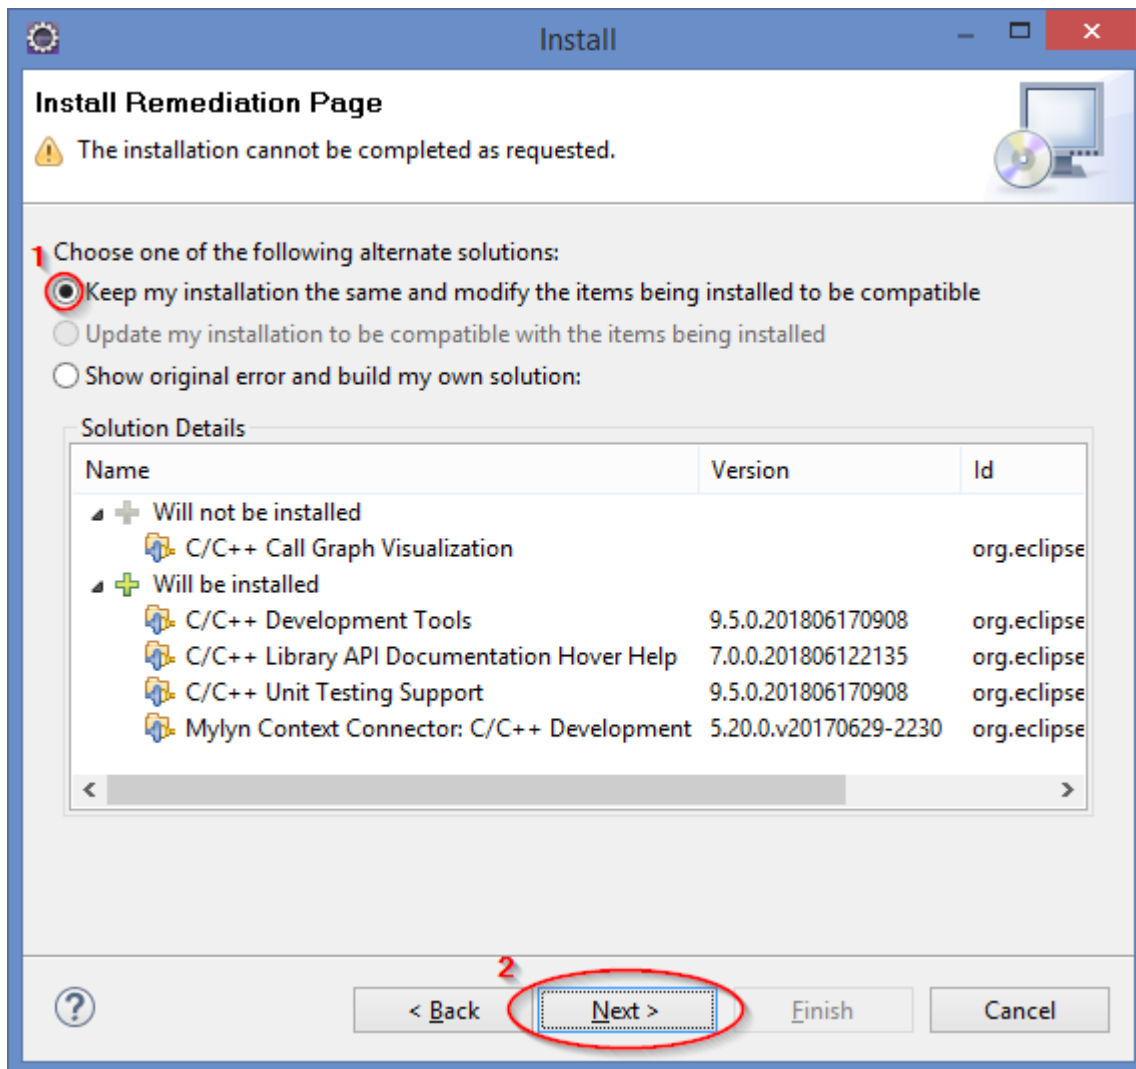 Install
Install Remediation Page
The installation cannot be completed as requested.
1 Choose one of the following alternate solutions:
Keep my installation the same and modify the items being installed to be compatible
Update my installation to be compatible with the items being installed
Show original error and build my own solution:
Solution Details
Name Version Id
Will not be installed
C/C++ Call Graph Visualization org.eclipse
Will be installed
C/C++ Development Tools 9.5.0.201806170908 org.eclipse
C/C++ Library API Documentation Hover Help 7.0.0.201806122135 org.eclipse
C/C++ Unit Testing Support 9.5.0.201806170908 org.eclipse
Mylyn Context Connector: C/C++ Development 5.20.0.v20170629-2230 org.eclipse
2
? < Back Next > Finish Cancel